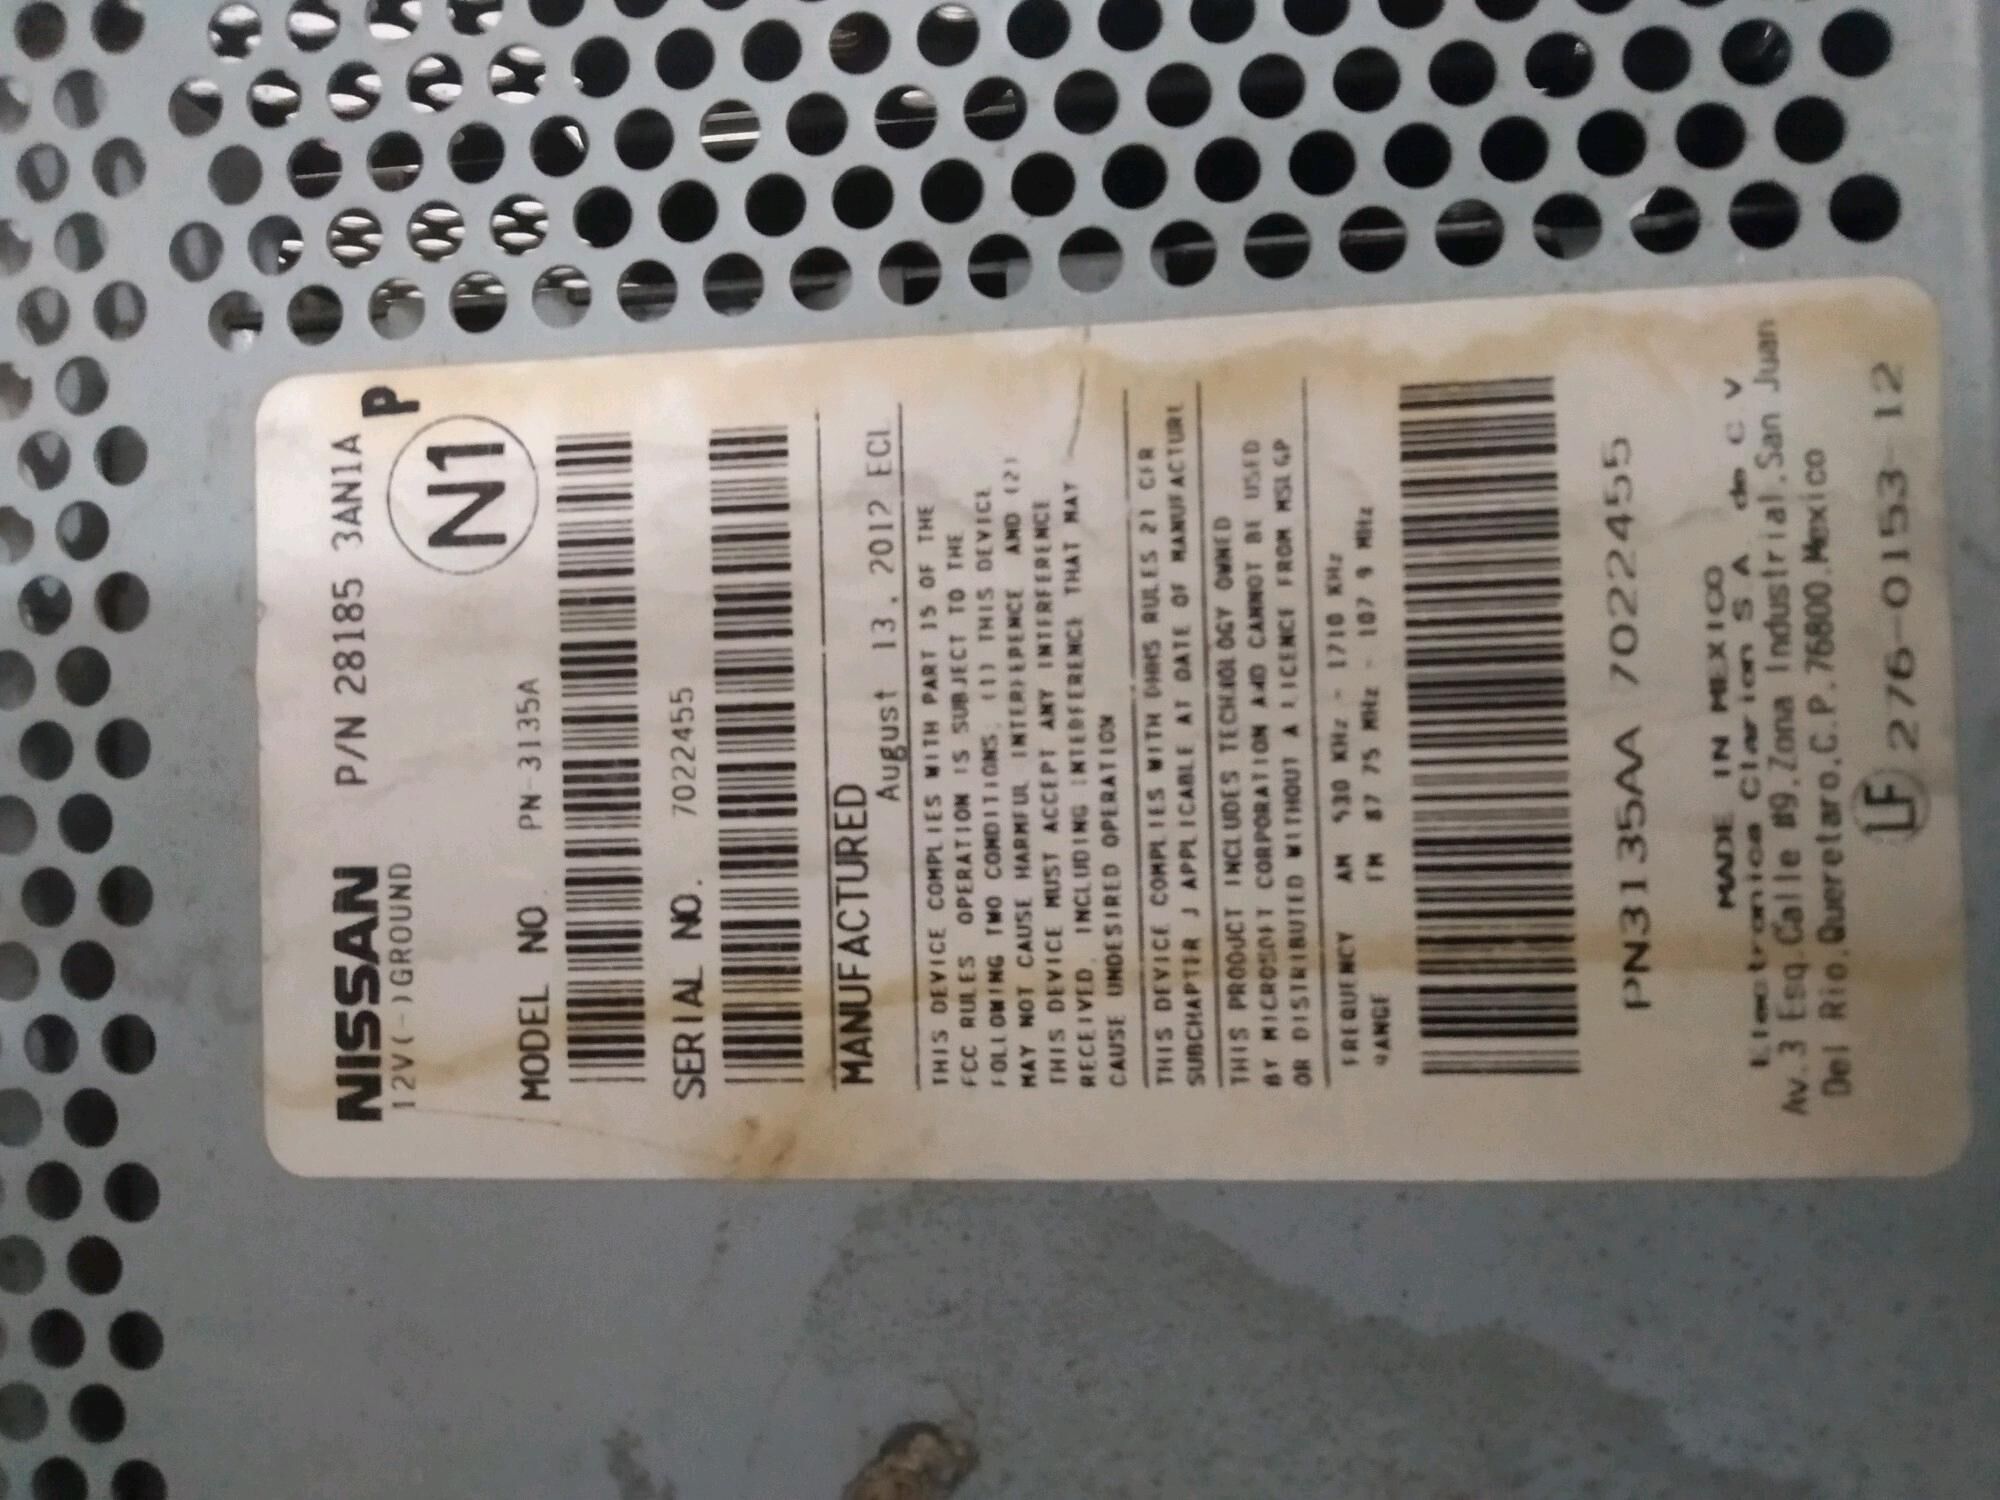 NISSAN P/N 28185 3AN1A
12V(-)GROUND N1 P
MODEL NO. PN-3135A
SERIAL NO. 7022455
MANUFACTURED
August 13, 2012 ECL
THIS DEVICE COMPLIES WITH PART 15 OF THE
FCC RULES OPERATION IS SUBJECT TO THE
FOLLOWING TWO CONDITIONS: (1) THIS DEVICE
MAY NOT CAUSE HARMFUL INTERFERENCE AND (2)
THIS DEVICE MUST ACCEPT ANY INTERFERENCE
RECEIVED, INCLUDING INTERFERENCE THAT MAY
CAUSE UNDESIRED OPERATION
THIS DEVICE COMPLIES WITH DHHS RULES 21 CFR
SUBCHAPTER J APPLICABLE AT DATE OF MANUFACTURE
THIS PRODUCT INCLUDES TECHNOLOGY OWNED
BY MICROSOFT CORPORATION AND CANNOT BE USED
OR DISTRIBUTED WITHOUT A LICENCE FROM MSLGP
FREQUENCY AM 530 KHz - 1710 KHz
RANGE FM 87 75 MHz - 107 9 MHz
PN3135AA 7022455
MADE IN MEXICO
Electronica Clarion S A de C V
Av.3 Esq.Calle #9,Zona Industrial,San Juan
Del Rio,Queretaro,C.P.76800.Mexico
LF 276-0153-12